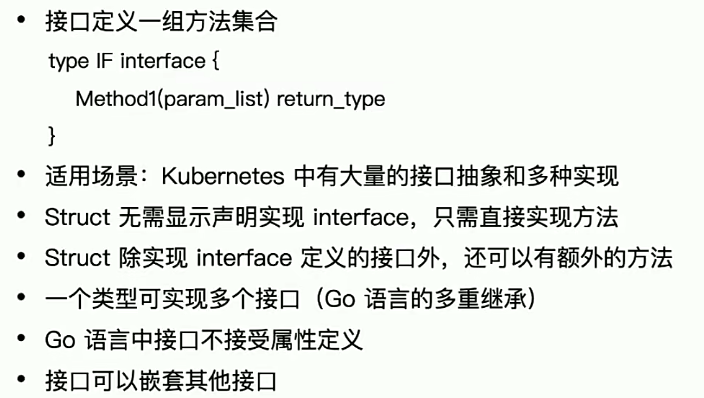 • 接口定义一组方法集合
type IF interface {
Method1(param_list) return_type
}
• 适用场景：Kubernetes 中有大量的接口抽象和多种实现
• Struct 无需显示声明实现 interface，只需直接实现方法
• Struct 除实现 interface 定义的接口外，还可以有额外的方法
• 一个类型可实现多个接口（Go 语言的多重继承）
• Go 语言中接口不接受属性定义
• 接口可以嵌套其他接口